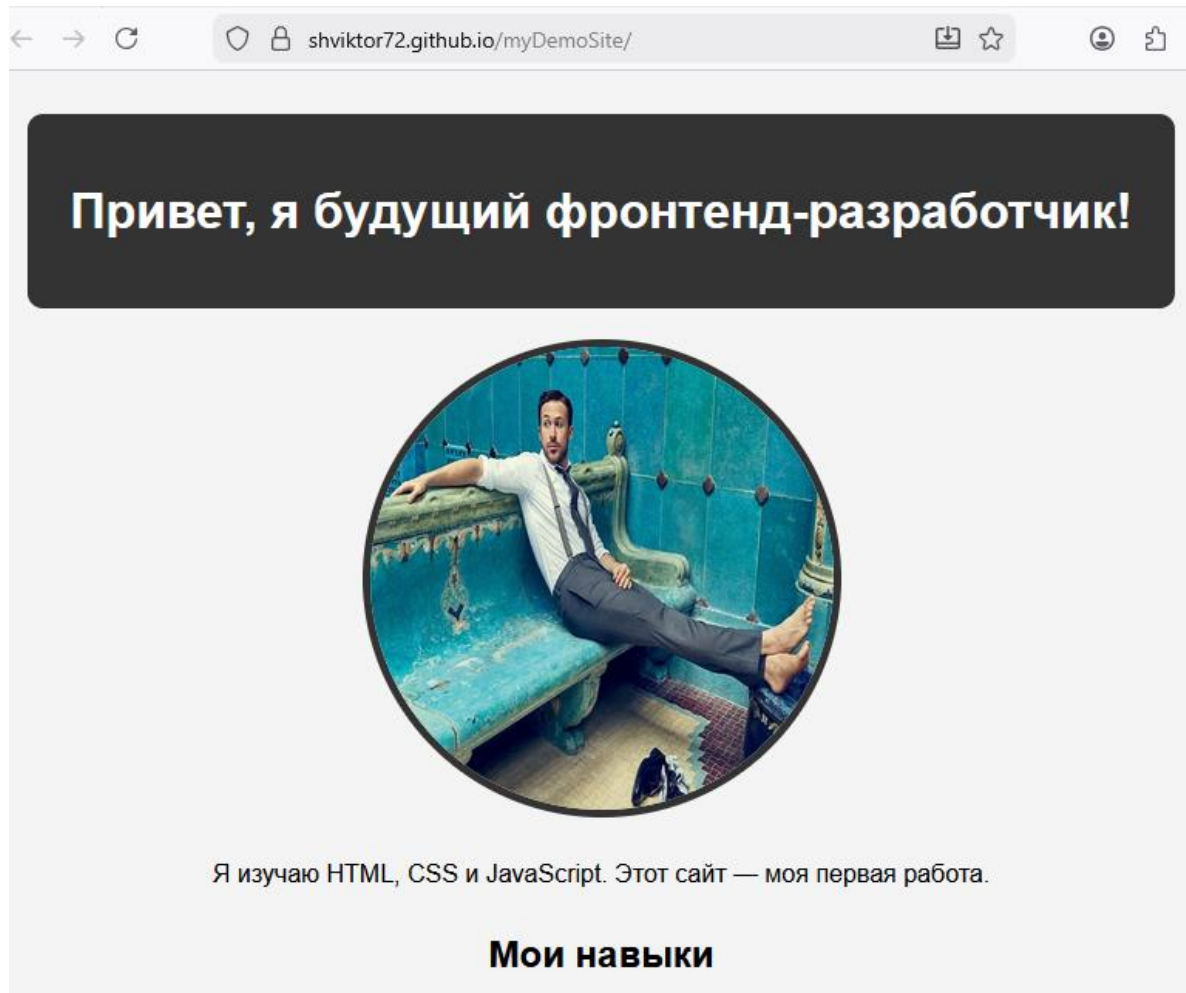 shviktor72.github.io/myDemoSite/
Привет, я будущий фронтенд-разработчик!
Я изучаю HTML, CSS и JavaScript. Этот сайт — моя первая работа.
Мои навыки